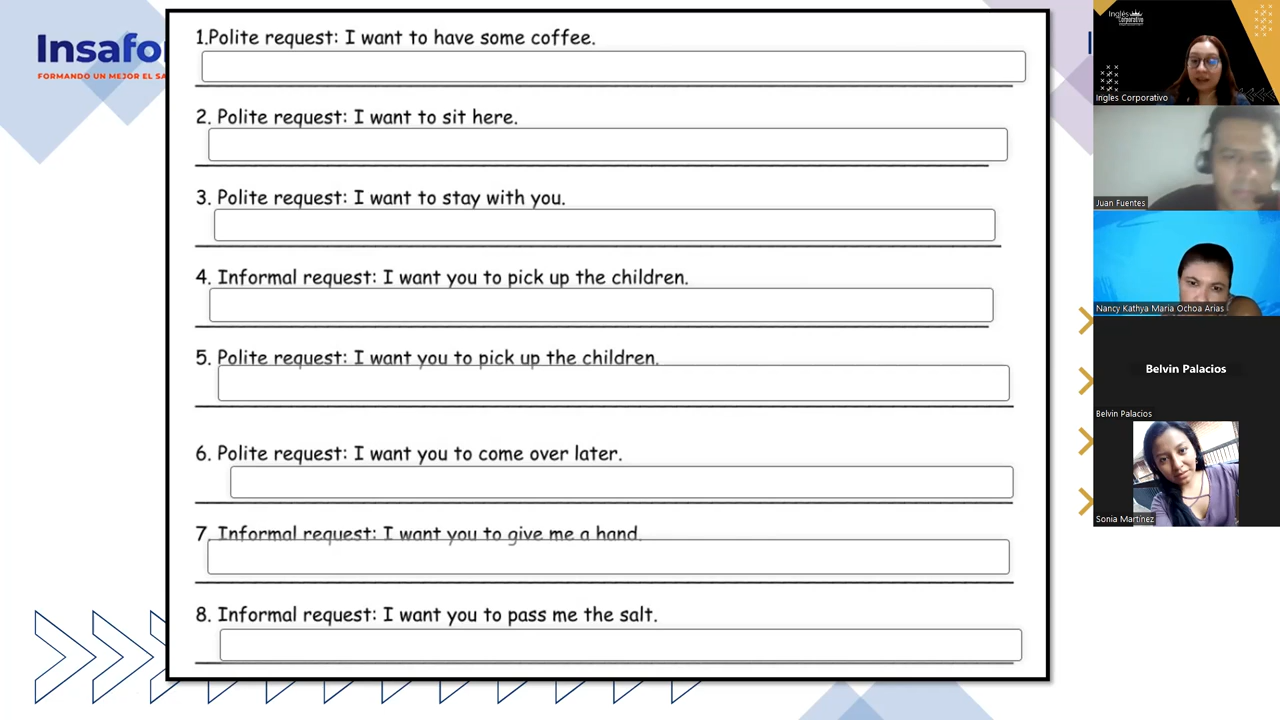 Insafo
FORMANDO UN MEJOR EL SA
1.Polite request: I want to have some coffee.
2. Polite request: I want to sit here.
3. Polite request: I want to stay with you.
4. Informal request: I want you to pick up the children.
5. Polite request: I want you to pick up the children.
6. Polite request: I want you to come over later.
7. Informal request: I want you to give me a hand.
8. Informal request: I want you to pass me the salt.
Inglés
Corporativo
Ingles Corporativo
Juan Fuentes
Nancy Kathya Maria Ochoa Arias
Belvin Palacios
Belvin Palacios
Sonia Martínez